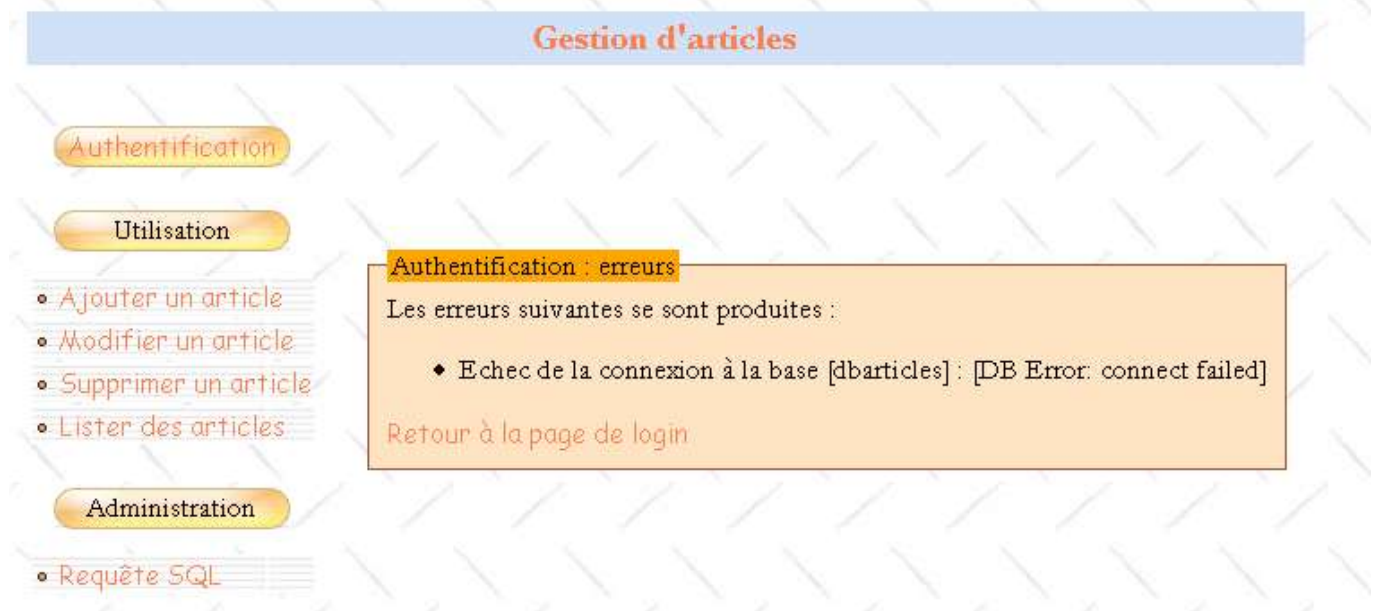 Gestion d'articles
Authentification
Utilisation
• Ajouter un article
• Modifier un article
• Supprimer un article
• Lister des articles
Administration
• Requête SQL
Authentification : erreurs
Les erreurs suivantes se sont produites :
• Echec de la connexion à la base [dbarticles] : [DB Error: connect failed]
Retour à la page de login